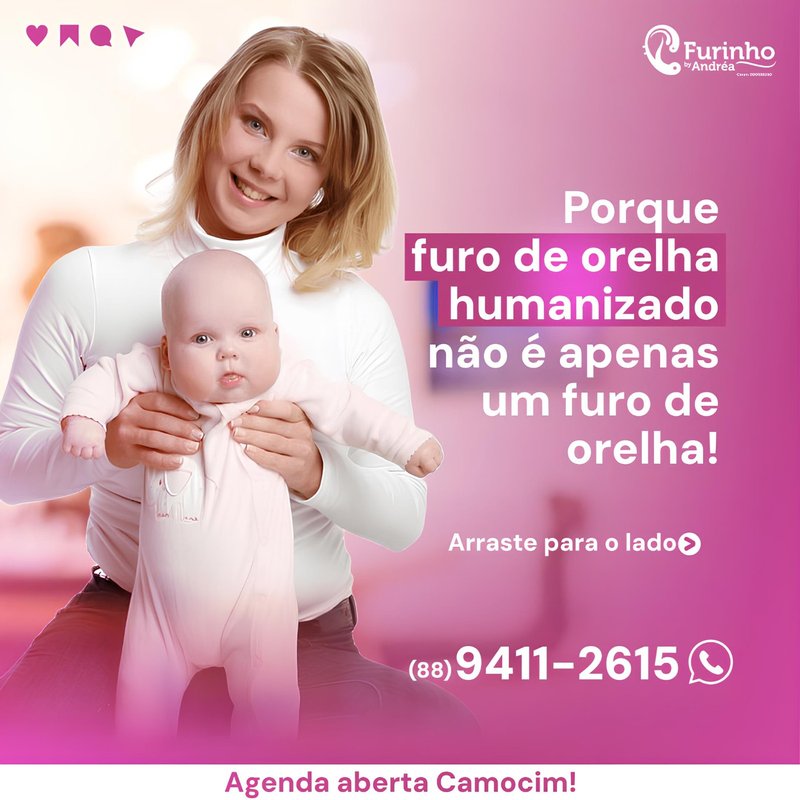 Furinho
by Andréa
Porque
furo de orelha
humanizado
não é apenas
um furo de
orelha!
Arraste para o lado
(88)9411-2615
Agenda aberta Camocim!